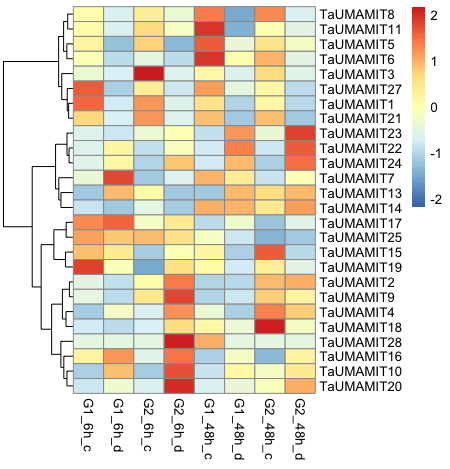 TaUMAMIT8
TaUMAMIT11
TaUMAMIT5
TaUMAMIT6
TaUMAMIT3
TaUMAMIT27
TaUMAMIT1
TaUMAMIT21
TaUMAMIT23
TaUMAMIT22
TaUMAMIT24
TaUMAMIT7
TaUMAMIT13
TaUMAMIT14
TaUMAMIT17
TaUMAMIT25
TaUMAMIT15
TaUMAMIT19
TaUMAMIT2
TaUMAMIT9
TaUMAMIT4
TaUMAMIT18
TaUMAMIT28
TaUMAMIT16
TaUMAMIT10
TaUMAMIT20
G1_6h_c
G1_6h_d
G2_6h_c
G2_6h_d
G1_48h_c
G1_48h_d
G2_48h_c
G2_48h_d
2
1
0
-1
-2